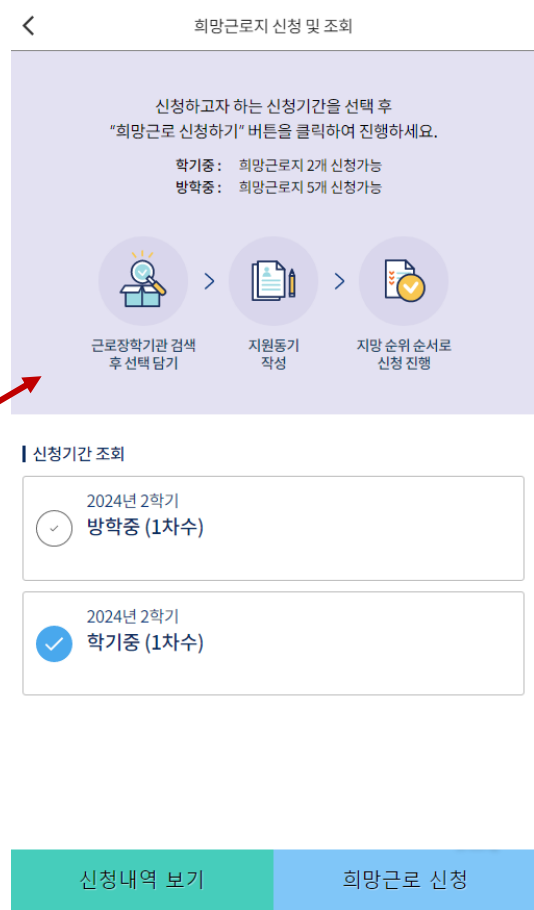 희망근로지 신청 및 조회
신청하고자 하는 신청기간을 선택 후
“희망근로 신청하기” 버튼을 클릭하여 진행하세요.
학기중 : 희망근로지 2개 신청가능
방학중 : 희망근로지 5개 신청가능
근로장학기관 검색
후 선택 담기
지원동기
작성
지망 순위 순서로
신청 진행
신청기간 조회
2024년 2학기
방학중 (1차수)
2024년 2학기
학기중 (1차수)
신청내역 보기
희망근로 신청